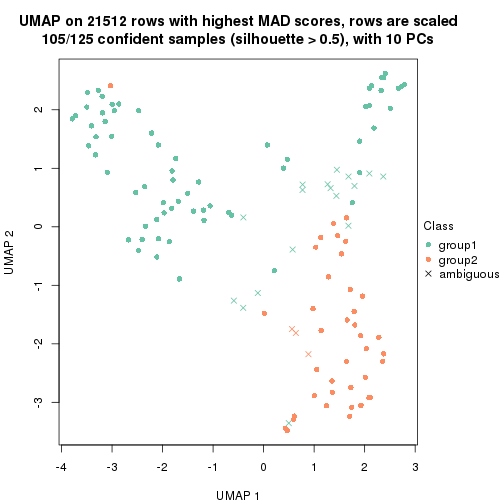 UMAP on 21512 rows with highest MAD scores, rows are scaled
105/125 confident samples (silhouette > 0.5), with 10 PCs
2
1
0
-1
-2
-3
UMAP 2
-4 -3 -2 -1 0 1 2 3
UMAP 1
Class
group1
group2
ambiguous